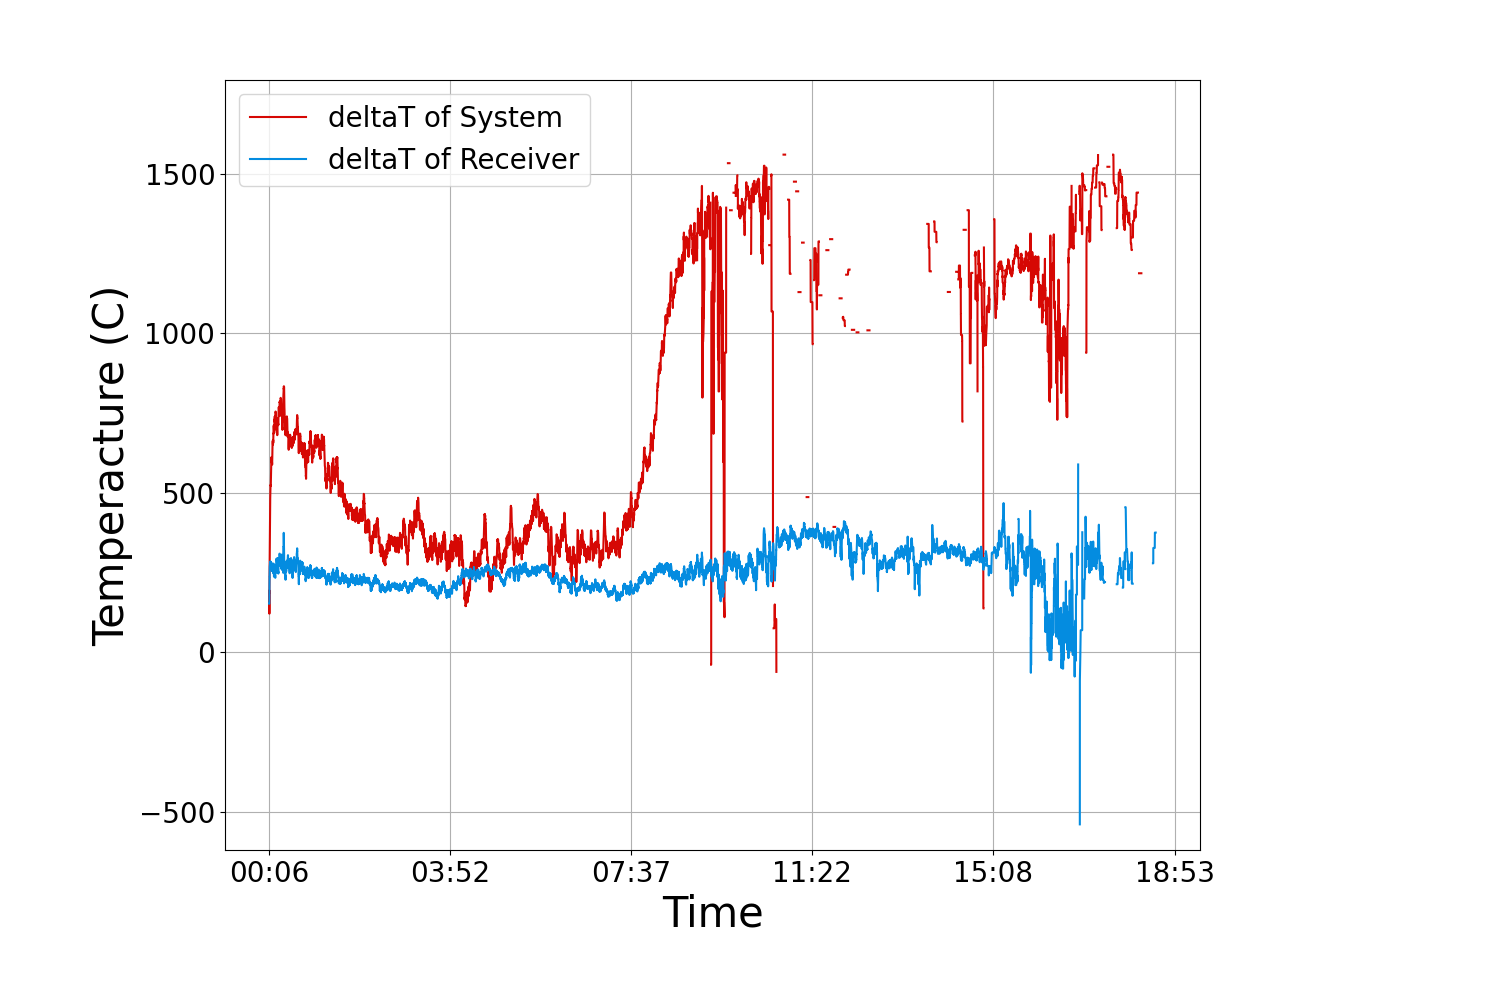 deltaT of System
deltaT of Receiver
1500
1000
500
0
−500
Temperacture (C)
00:06 03:52 07:37 11:22 15:08 18:53
Time